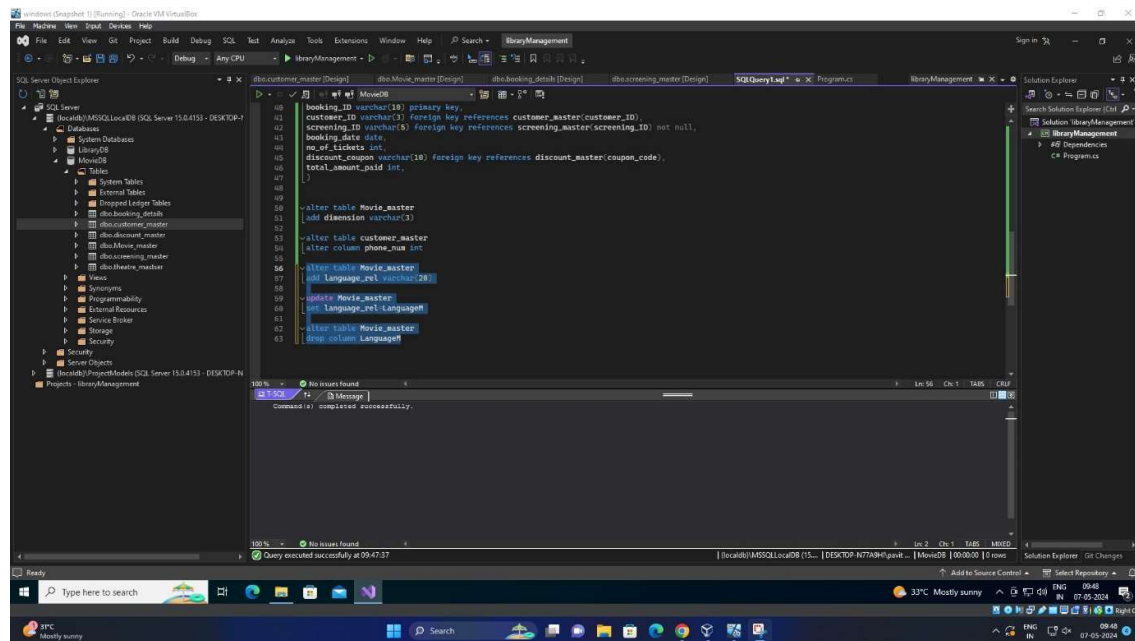 windows (Snapshot 1) [Running] - Oracle VM VirtualBox
File Machine View Input Devices Help
File Edit View Git Project Build Debug SQL Test Analyze Tools Extensions Window Help Search libraryManagement Sign in
Debug Any CPU libraryManagement
SQL Server Object Explorer
dbo.customer_master [Design] dbo.Movie_master [Design] dbo.booking_details [Design] dbo.screening_master [Design] SQLQuery1.sql * Program.cs libraryManagement
Solution Explorer
MovieDB
Search Solution Explorer (Ctrl
SQL Server
(localdb)\MSSQLLocalDB (SQL Server 15.0.4153 - DESKTOP-
Databases
System Databases
LibraryDB
MovieDB
Tables
System Tables
External Tables
Dropped Ledger Tables
dbo.booking_details
dbo.customer_master
dbo.discount_master
dbo.Movie_master
dbo.screening_master
dbo.theatre_mastser
Views
Synonyms
Programmability
External Resources
Service Broker
Storage
Security
Security
Server Objects
(localdb)\ProjectModels (SQL Server 15.0.4153 - DESKTOP-N
Projects - libraryManagement
40 booking_ID varchar(10) primary key,
41 customer_ID varchar(3) foreign key references customer_master(customer_ID),
42 screening_ID varchar(5) foreign key references screening_master(screening_ID) not null,
43 booking_date date,
44 no_of_tickets int,
45 discount_coupon varchar(10) foreign key references discount_master(coupon_code),
46 total_amount_paid int,
47 )
48
49
50 alter table Movie_master
51 add dimension varchar(3)
52
53 alter table customer_master
54 alter column phone_num int
55
56 alter table Movie_master
57 add language_rel varchar(20)
58
59 update Movie_master
60 set language_rel=LanguageM
61
62 alter table Movie_master
63 drop column LanguageM
Solution 'libraryManagement'
libraryManagement
Dependencies
C# Program.cs
100 % No issues found Ln: 56 Ch: 1 TABS CRLF
T-SQL Message
Command(s) completed successfully.
100 % No issues found Ln: 2 Ch: 1 TABS MIXED
Query executed successfully at 09:47:37 (localdb)\MSSQLLocalDB (15.... DESKTOP-N77A9HI\pavit ... MovieDB 00:00:00 0 rows
Solution Explorer Git Changes
Ready Add to Source Control Select Repository
Type here to search 33°C Mostly sunny ENG IN 09:48 07-05-2024
Right C
31°C Mostly sunny Search ENG IN 09:48 07-05-2024